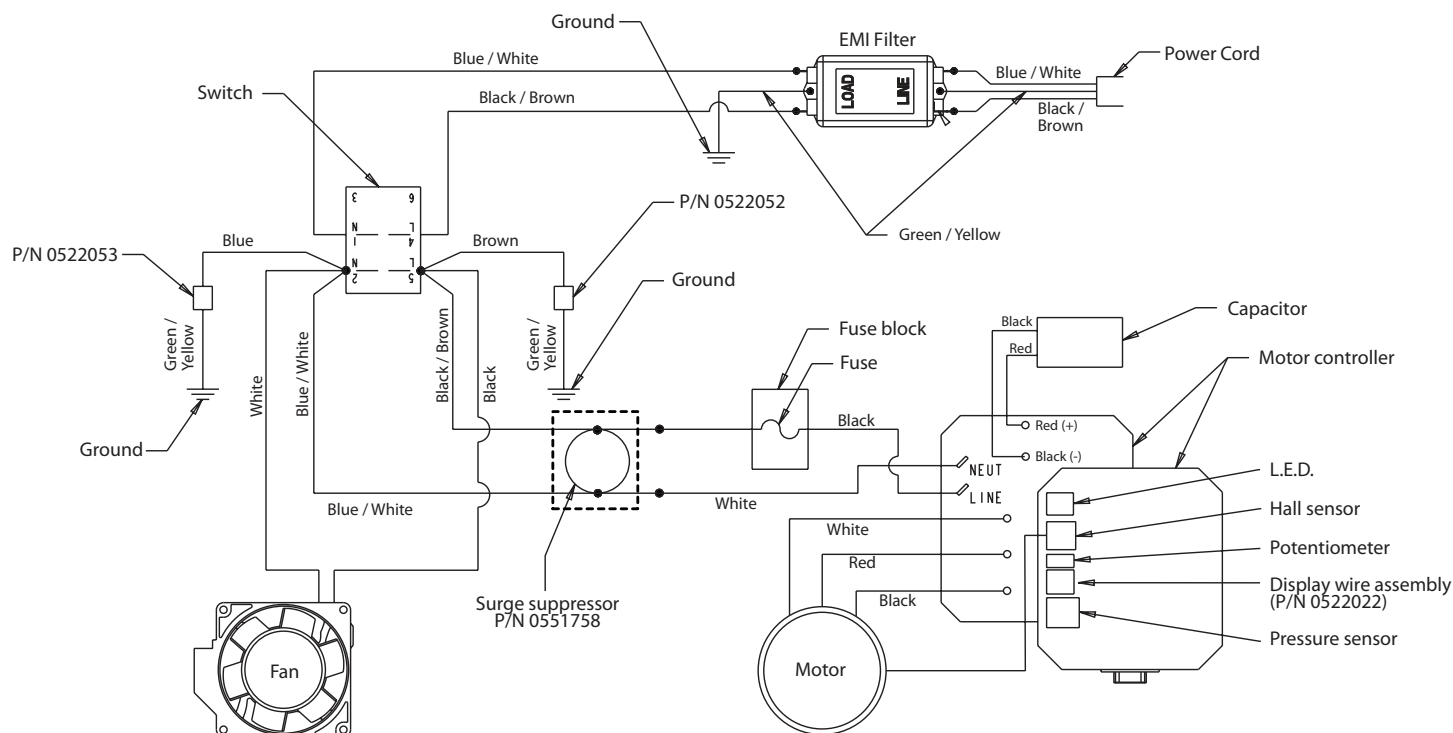 Ground
EMI Filter
Power Cord
Blue / White
Blue / White
LOAD
LINE
Switch
Black / Brown
Black /
Brown
3
6
P/N 0522052
N
L
1
4
Green / Yellow
Blue
Brown
P/N 0522053
N
L
2
5
Ground
Green /
Yellow
Green /
Yellow
White
Blue / White
Black / Brown
Black
Fuse block
Fuse
Capacitor
Black
Red
Motor controller
Ground
Black
Red (+)
Black (-)
NEUT
LINE
L.E.D.
Blue / White
White
White
Hall sensor
Red
Potentiometer
Black
Display wire assembly
(P/N 0522022)
Surge suppressor
P/N 0551758
Pressure sensor
Fan
Motor